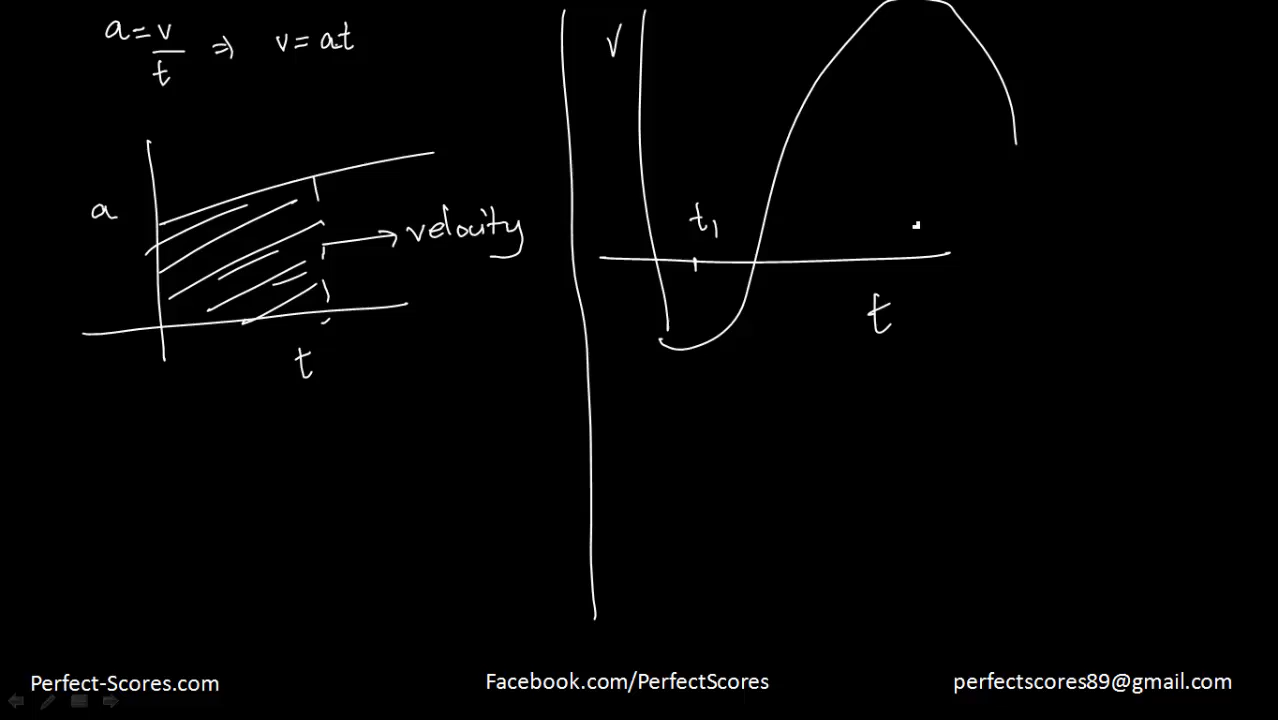 a = v/t ⇒ v = at
a
velocity
t
v
t₁
t
Perfect-Scores.com
Facebook.com/PerfectScores
perfectscores89@gmail.com